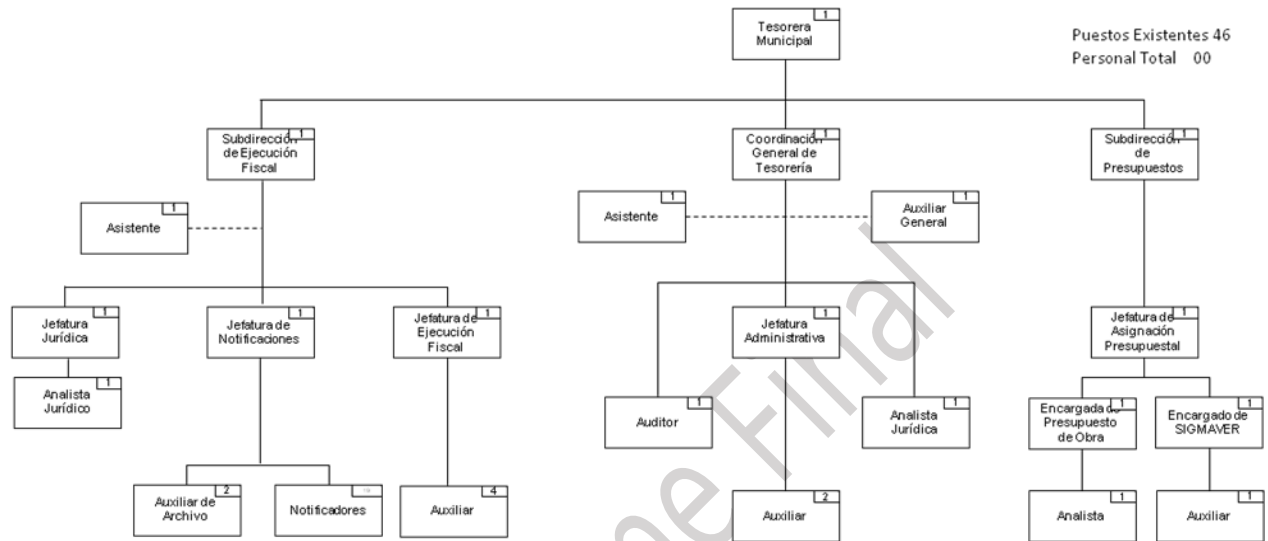 1
Tesorera
Municipal
Puestos Existentes 46
Personal Total 00
1
Subdirección
de Ejecución
Fiscal
1
Coordinación
General de
Tesorería
1
Subdirección
de
Presupuestos
1
Asistente
1
Asistente
1
Auxiliar
General
1
Jefatura
Jurídica
1
Jefatura de
Notificaciones
1
Jefatura de
Ejecución
Fiscal
1
Jefatura
Administrativa
1
Jefatura de
Asignación
Presupuestal
1
Analista
Jurídico
1
Auditor
1
Analista
Jurídica
1
Encargada de
Presupuesto
de Obra
1
Encargado de
SIGMAVER
2
Auxiliar de
Archivo
Notificadores
4
Auxiliar
2
Auxiliar
1
Analista
1
Auxiliar
me Final